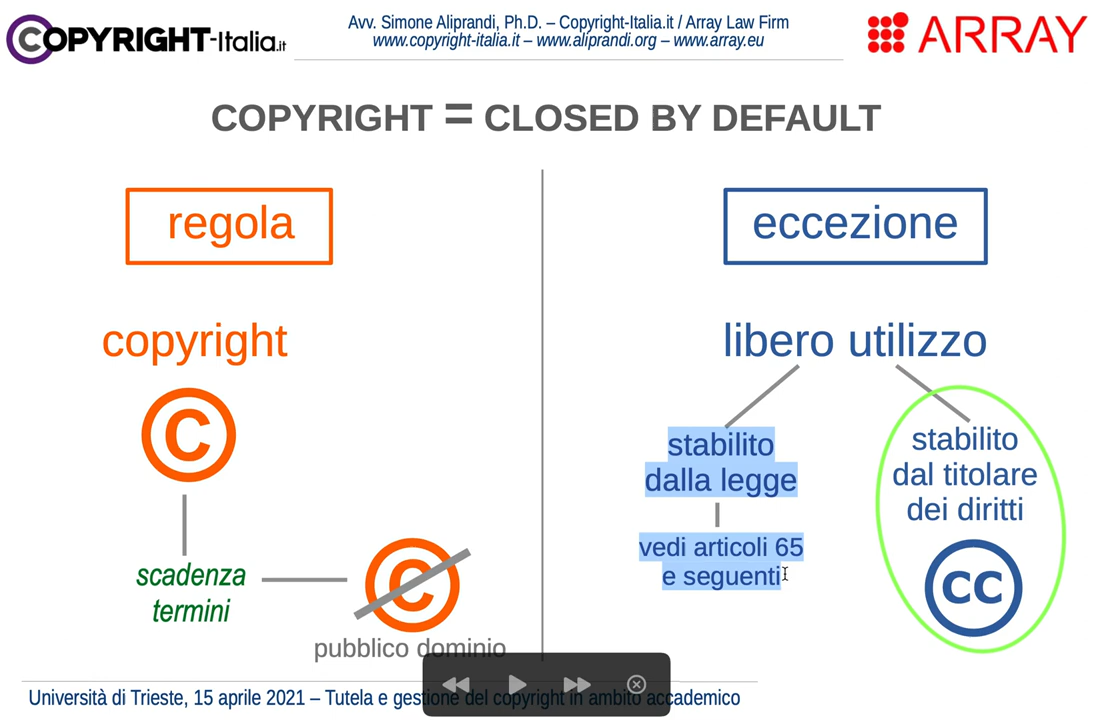 COPYRIGHT-Italia.it
Avv. Simone Aliprandi, Ph.D. – Copyright-Italia.it / Array Law Firm
www.copyright-italia.it – www.aliprandi.org – www.array.eu
ARRAY
COPYRIGHT = CLOSED BY DEFAULT
regola
copyright
C
scadenza
termini
C
pubblico dominio
eccezione
libero utilizzo
stabilito
dalla legge
vedi articoli 65
e seguenti
stabilito
dal titolare
dei diritti
CC
Università di Trieste, 15 aprile 2021 – Tutela e gestione del copyright in ambito accademico